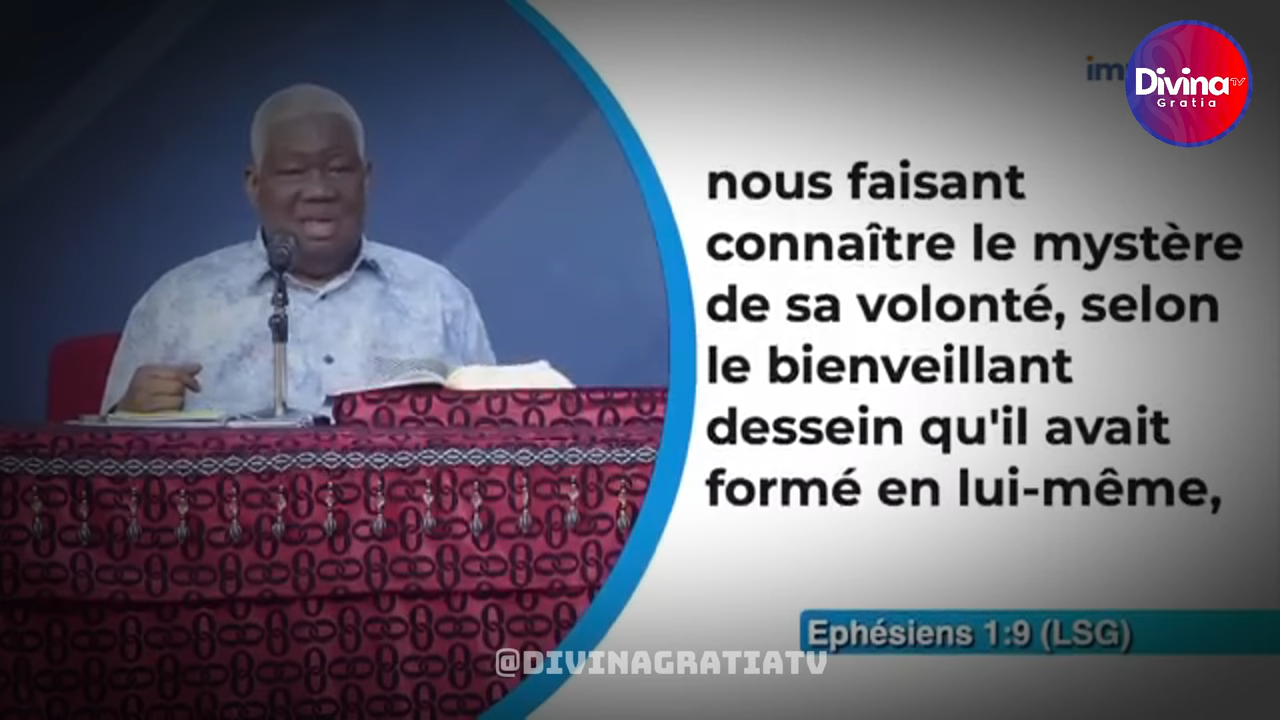 Divina TV
Gratia
nous faisant
connaître le mystère
de sa volonté, selon
le bienveillant
dessein qu'il avait
formé en lui-même,
Ephésiens 1:9 (LSG)
@DIVINAGRATIATV